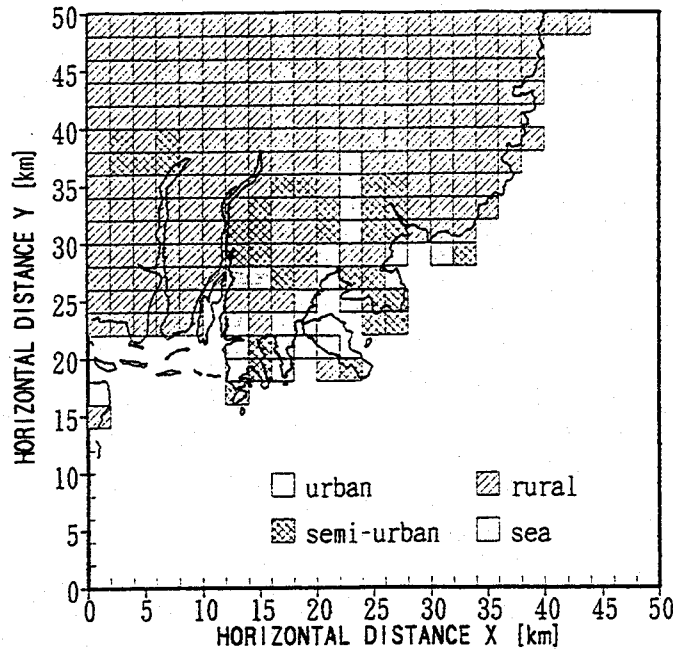 50
45
40
35
30
25
20
15
10
5
0
HORIZONTAL DISTANCE Y [km]
urban
rural
semi-urban
sea
0 5 10 15 20 25 30 35 40 45 50
HORIZONTAL DISTANCE X [km]